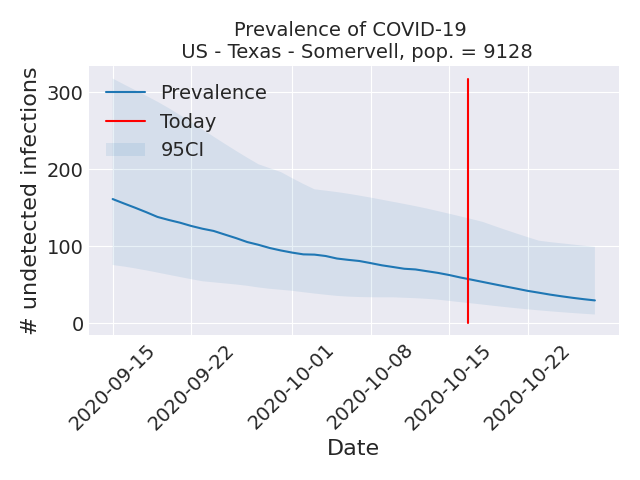 Prevalence of COVID-19
US - Texas - Somervell, pop. = 9128
# undetected infections
300
200
100
0
Prevalence
Today
95CI
2020-09-15
2020-09-22
2020-10-01
2020-10-08
2020-10-15
2020-10-22
Date